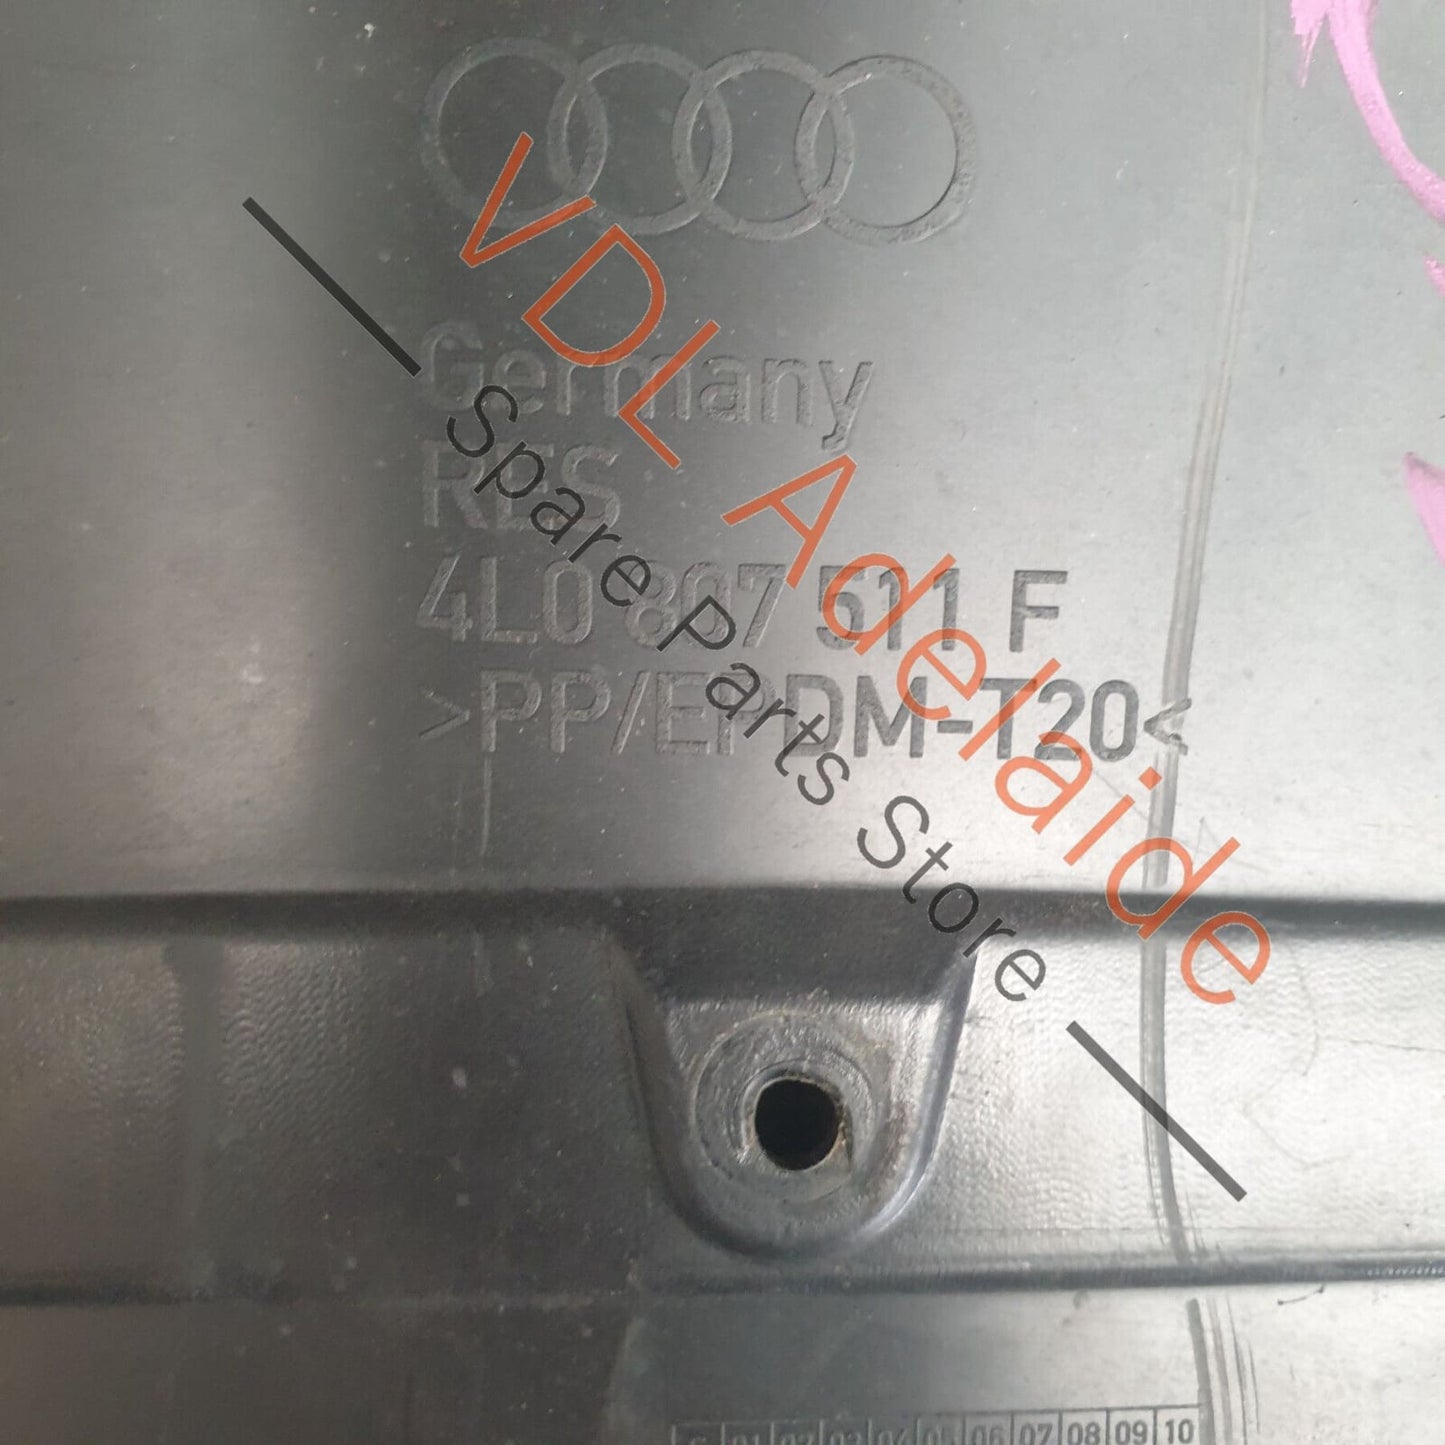 VDL Adelaide
Spare Parts Store
Germany
RES
4L0 807 511 F
>PP/EPDM-T20<
G 01 02 03 04 05 06 07 08 09 10